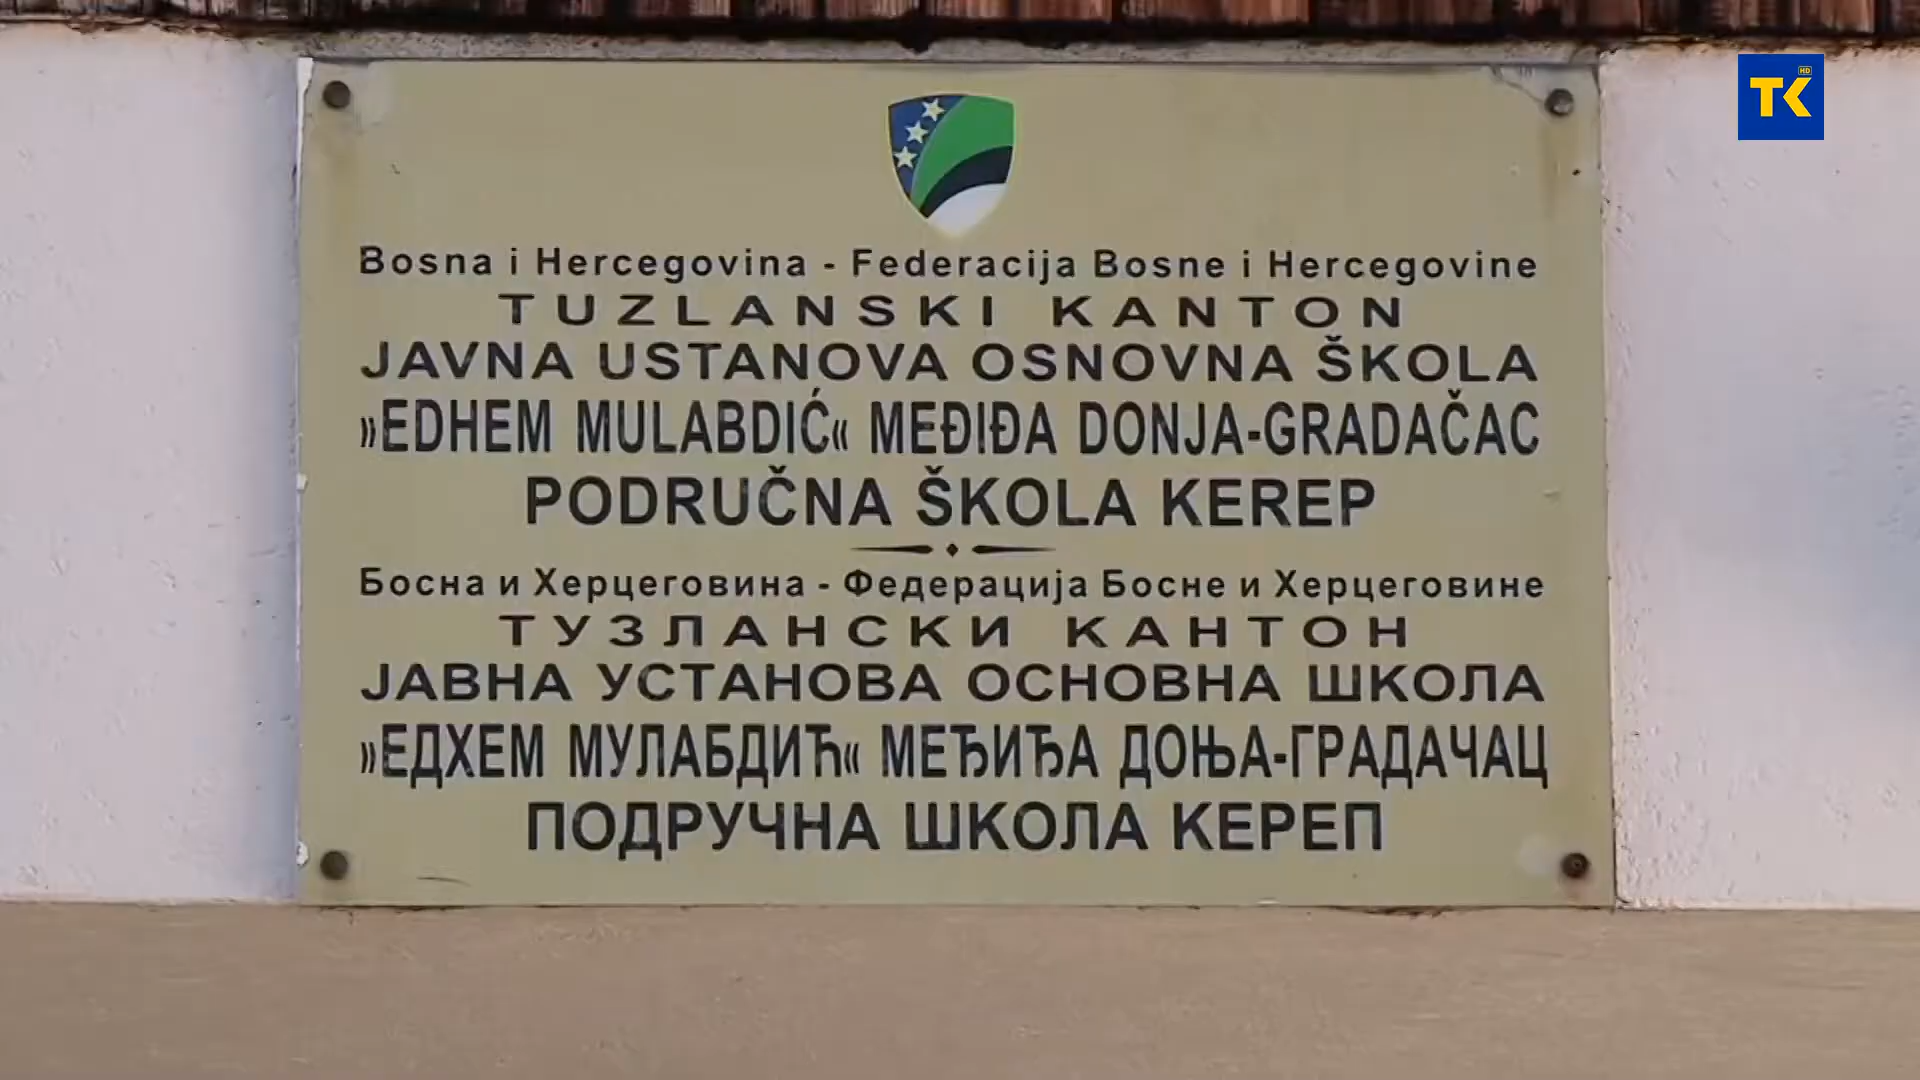 TK HD
Bosna i Hercegovina - Federacija Bosne i Hercegovine
TUZLANSKI KANTON
JAVNA USTANOVA OSNOVNA ŠKOLA
»EDHEM MULABDIĆ« MEĐIĐA DONJA-GRADAČAC
PODRUČNA ŠKOLA KEREP
Босна и Херцеговина - Федерација Босне и Херцеговине
ТУЗЛАНСКИ КАНТОН
ЈАВНА УСТАНОВА ОСНОВНА ШКОЛА
»ЕДХЕМ МУЛАБДИЋ« МЕЂИЂА ДОЊА-ГРАДАЧАЦ
ПОДРУЧНА ШКОЛА КЕРЕП